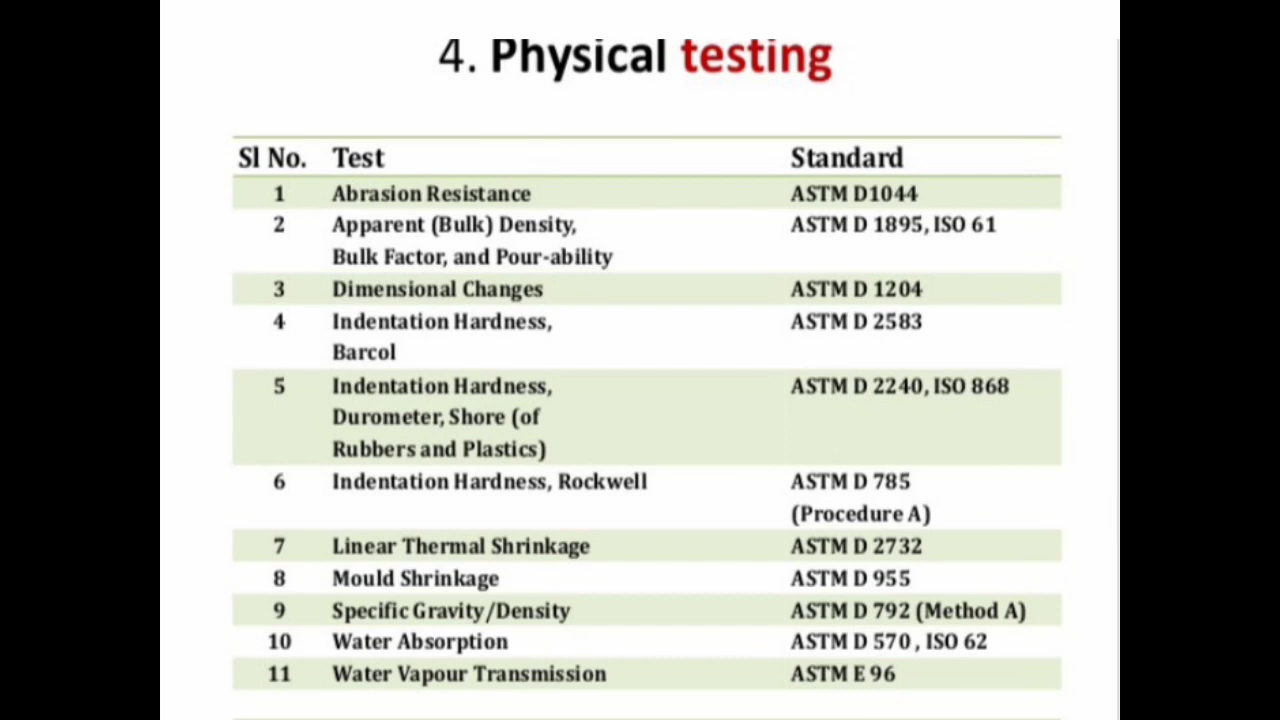 4. Physical testing
Sl No. Test Standard
1 Abrasion Resistance ASTM D1044
2 Apparent (Bulk) Density, ASTM D 1895, ISO 61
Bulk Factor, and Pour-ability
3 Dimensional Changes ASTM D 1204
4 Indentation Hardness, ASTM D 2583
Barcol
5 Indentation Hardness, ASTM D 2240, ISO 868
Durometer, Shore (of
Rubbers and Plastics)
6 Indentation Hardness, Rockwell ASTM D 785
(Procedure A)
7 Linear Thermal Shrinkage ASTM D 2732
8 Mould Shrinkage ASTM D 955
9 Specific Gravity/Density ASTM D 792 (Method A)
10 Water Absorption ASTM D 570 , ISO 62
11 Water Vapour Transmission ASTM E 96